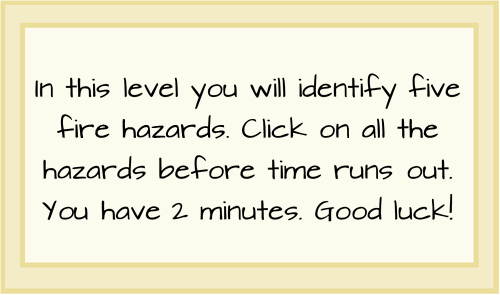 In this level you will identify five
fire hazards. Click on all the
hazards before time runs out.
You have 2 minutes. Good luck!